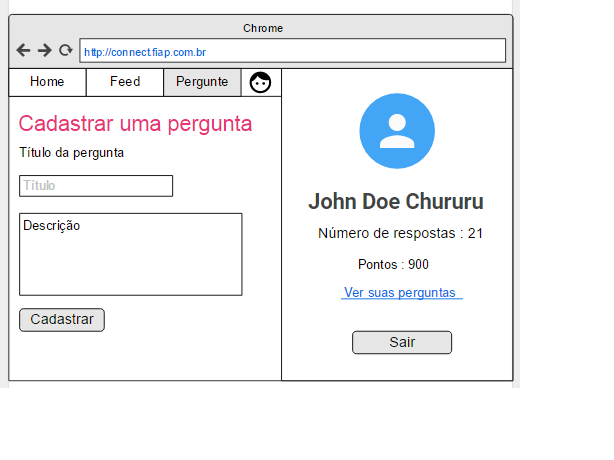 Chrome
http://connect.fiap.com.br
Home
Feed
Pergunte
Cadastrar uma pergunta
Título da pergunta
Título
Descrição
Cadastrar
John Doe Chururu
Número de respostas : 21
Pontos : 900
Ver suas perguntas
Sair